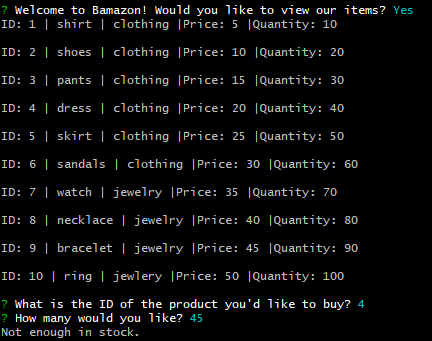 ? Welcome to Bamazon! Would you like to view our items? Yes
ID: 1 | shirt | clothing |Price: 5 |Quantity: 10
ID: 2 | shoes | clothing |Price: 10 |Quantity: 20
ID: 3 | pants | clothing |Price: 15 |Quantity: 30
ID: 4 | dress | clothing |Price: 20 |Quantity: 40
ID: 5 | skirt | clothing |Price: 25 |Quantity: 50
ID: 6 | sandals | clothing |Price: 30 |Quantity: 60
ID: 7 | watch | jewelry |Price: 35 |Quantity: 70
ID: 8 | necklace | jewelry |Price: 40 |Quantity: 80
ID: 9 | bracelet | jewelry |Price: 45 |Quantity: 90
ID: 10 | ring | jewlery |Price: 50 |Quantity: 100
? What is the ID of the product you'd like to buy? 4
? How many would you like? 45
Not enough in stock.